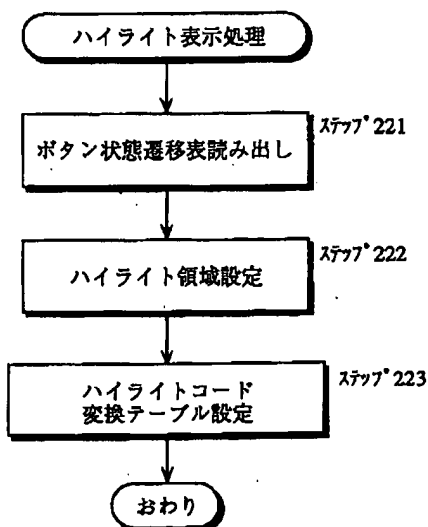 ハイライト表示処理
ステップ221
ボタン状態遷移表読み出し
ステップ222
ハイライト領域設定
ステップ223
ハイライトコード
変換テーブル設定
おわり